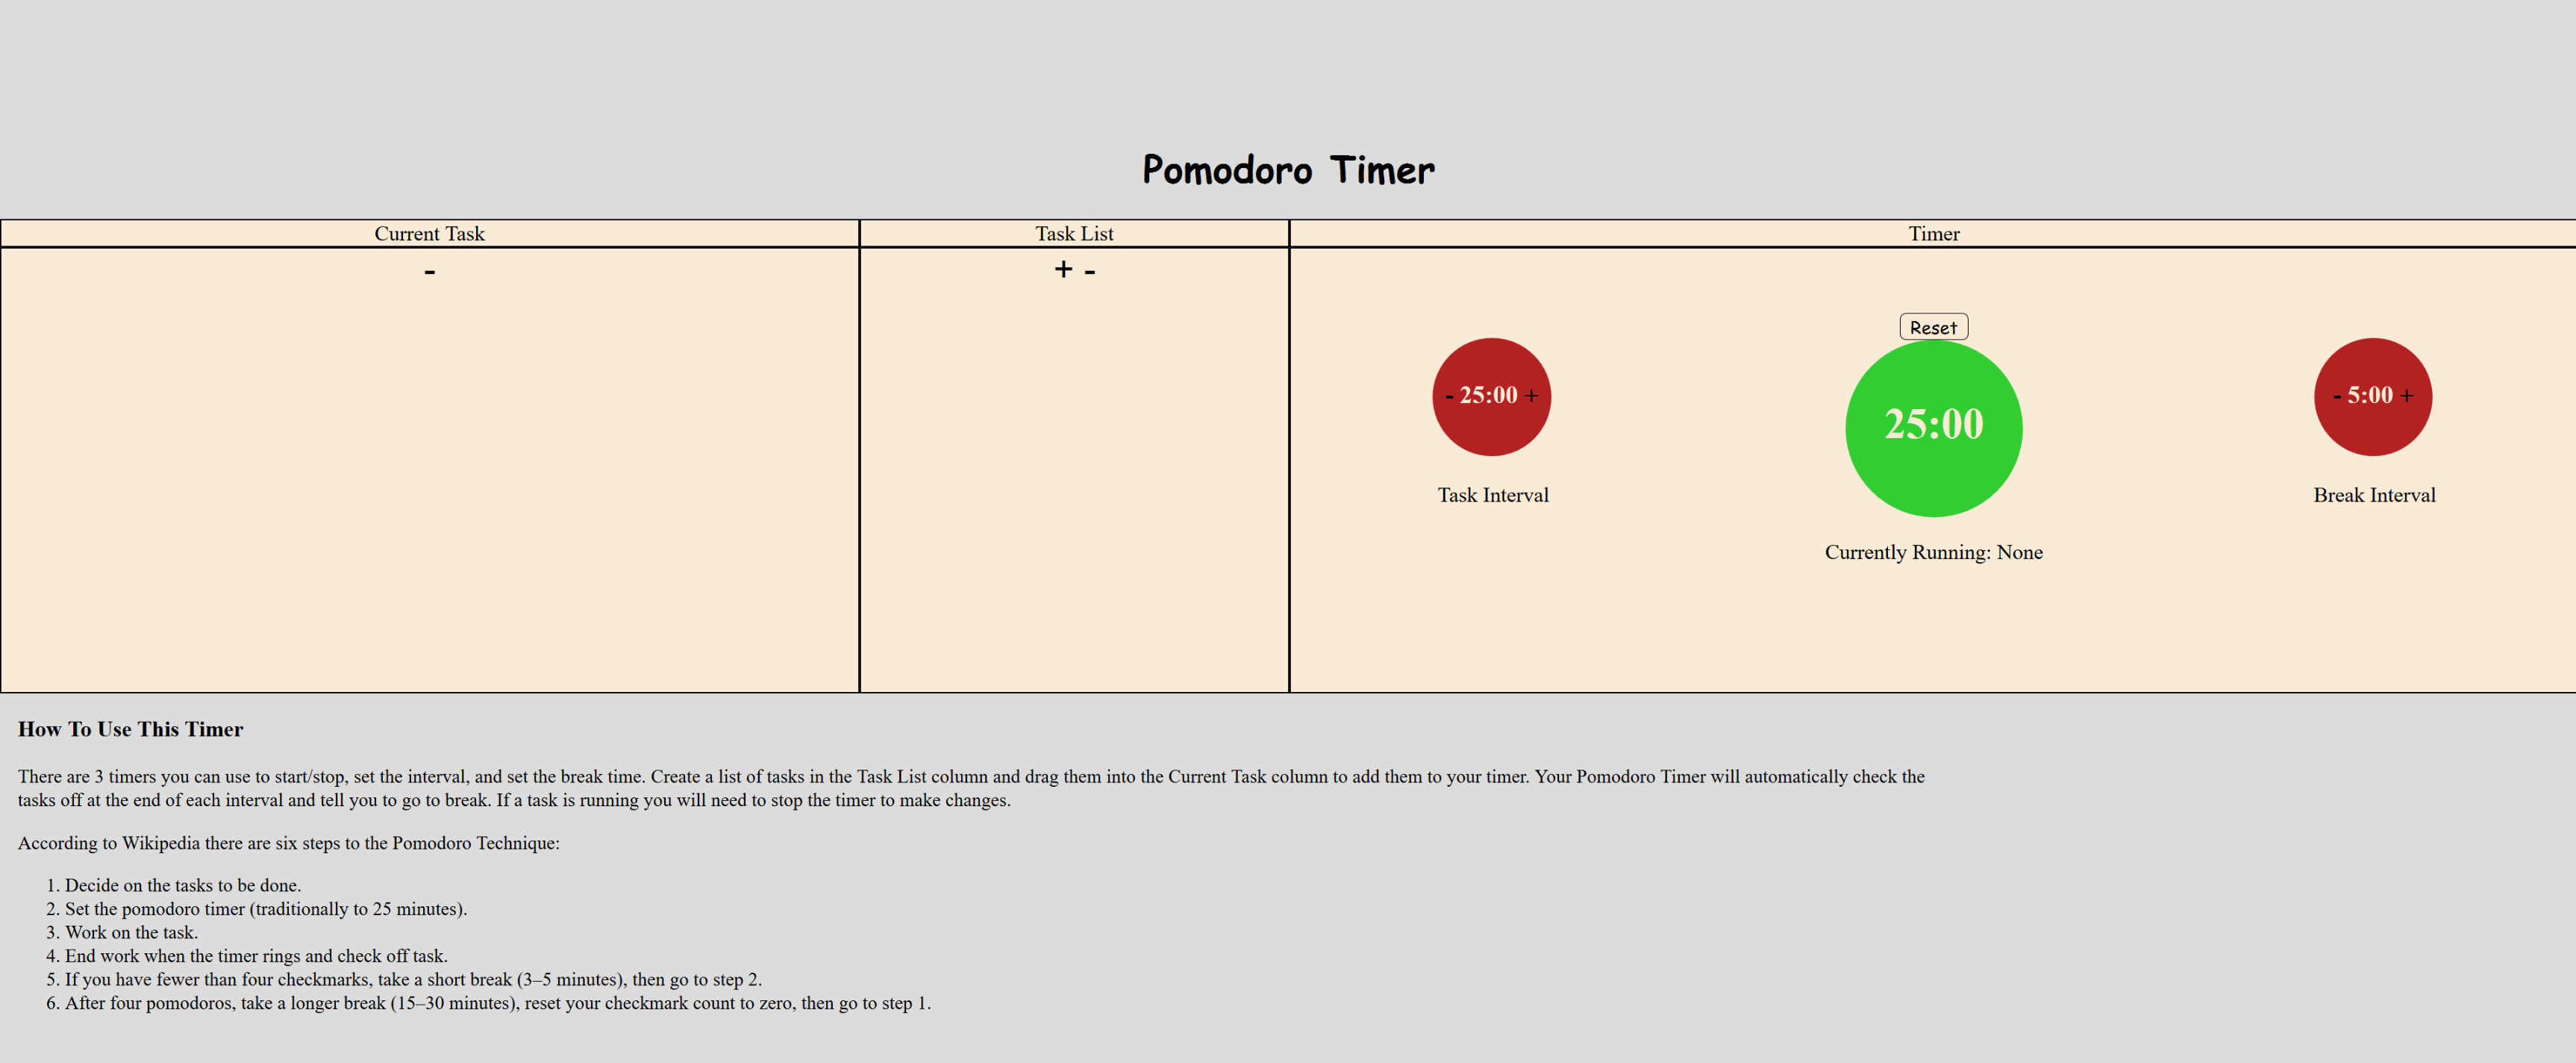 Pomodoro Timer
Current Task
Task List
Timer
-
+ -
Reset
- 25:00 +
25:00
- 5:00 +
Task Interval
Break Interval
Currently Running: None
How To Use This Timer
There are 3 timers you can use to start/stop, set the interval, and set the break time. Create a list of tasks in the Task List column and drag them into the Current Task column to add them to your timer. Your Pomodoro Timer will automatically check the
tasks off at the end of each interval and tell you to go to break. If a task is running you will need to stop the timer to make changes.
According to Wikipedia there are six steps to the Pomodoro Technique:
1. Decide on the tasks to be done.
2. Set the pomodoro timer (traditionally to 25 minutes).
3. Work on the task.
4. End work when the timer rings and check off task.
5. If you have fewer than four checkmarks, take a short break (3–5 minutes), then go to step 2.
6. After four pomodoros, take a longer break (15–30 minutes), reset your checkmark count to zero, then go to step 1.